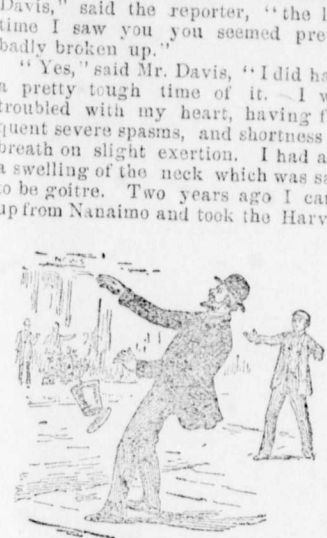 Davis," said the reporter, "the l
time I saw you you seemed pre
badly broken up."
"Yes," said Mr. Davis, "I did ha
a pretty tough time of it. I w
troubled with my heart, having f
quent severe spasms, and shortness
breath on slight exertion. I had a
a swelling of the neck which was sa
to be goitre. Two years ago I can
up from Nanaimo and took the Harv